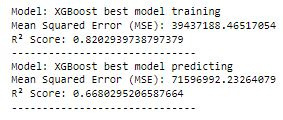 Model: XGBoost best model training
Mean Squared Error (MSE): 39437188.46517054
R² Score: 0.8202939738797379
------------------------------
Model: XGBoost best model predicting
Mean Squared Error (MSE): 71596992.23264079
R² Score: 0.6680295206587664
------------------------------